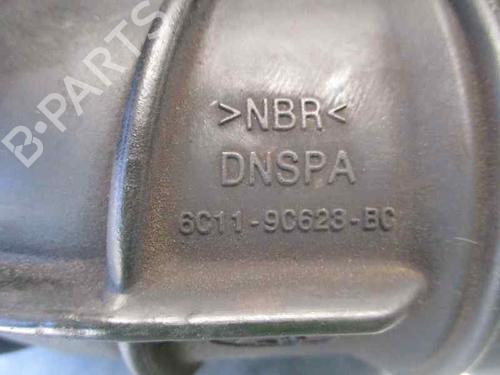 B-PARTS
>NBR<
DNSPA
6C11-9C623-BC